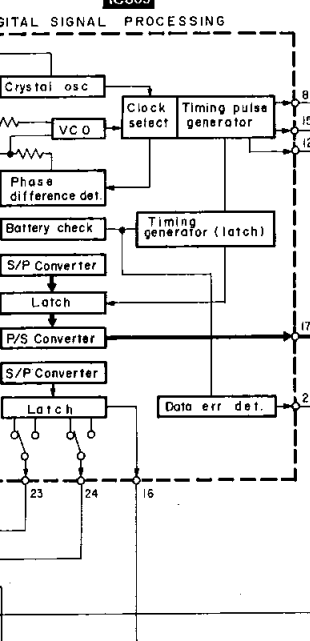 GITAL SIGNAL PROCESSING
Crystal osc
Clock select
Timing pulse generator
8
15
12
VCO
Phase difference det.
Battery check
Timing generator (latch)
S/P Converter
Latch
P/S Converter
17
S/P Converter
Latch
Data err det.
2
23
24
16